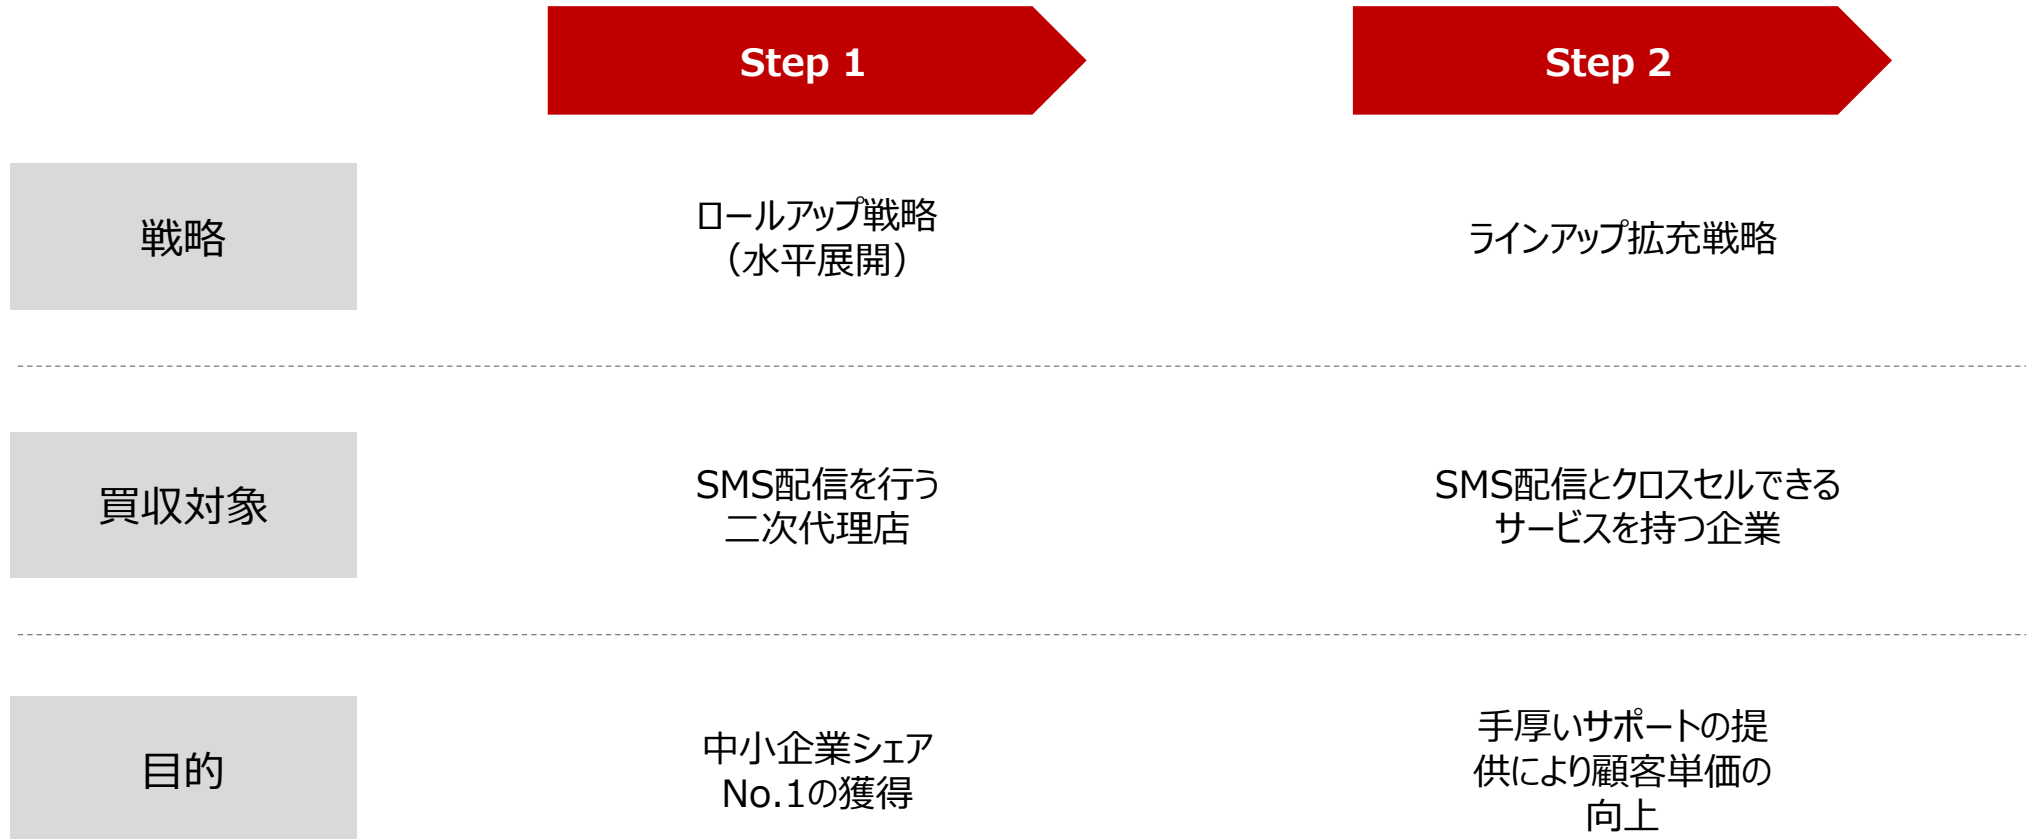 Step 1
Step 2
戦略
ロールアップ戦略
（水平展開）
ラインアップ拡充戦略
買収対象
SMS配信を行う
二次代理店
SMS配信とクロスセルできる
サービスを持つ企業
目的
中小企業シェア
No.1の獲得
手厚いサポートの提
供により顧客単価の
向上